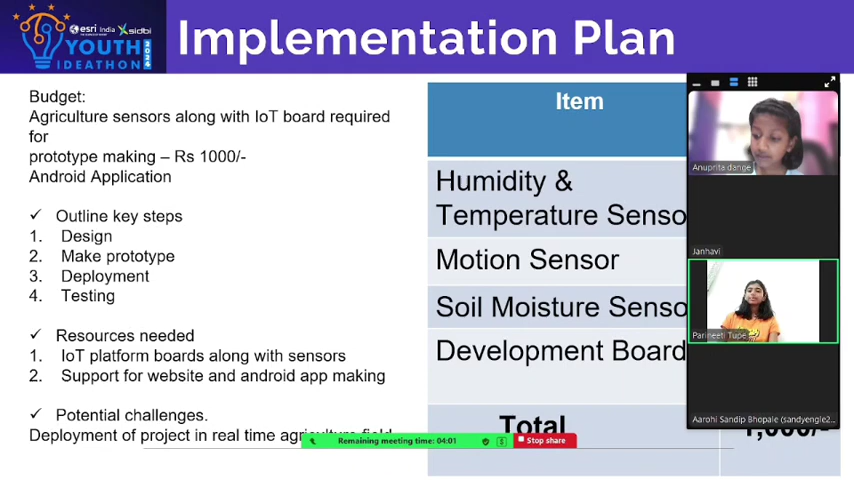 esri India sidbi
YOUTH
IDEATHON
2024
Implementation Plan
Budget:
Agriculture sensors along with IoT board required
for
prototype making – Rs 1000/-
Android Application
✓ Outline key steps
1. Design
2. Make prototype
3. Deployment
4. Testing
✓ Resources needed
1. IoT platform boards along with sensors
2. Support for website and android app making
✓ Potential challenges.
Deployment of project in real time agriculture field
Item
Humidity &
Temperature Senso
Motion Sensor
Soil Moisture Senso
Development Board
Total
1,000/-
Anuprita dange
Janhavi
Parineeti Tupe
Aarohi Sandip Bhopale (sandyengle2...
Remaining meeting time: 04:01
Stop share